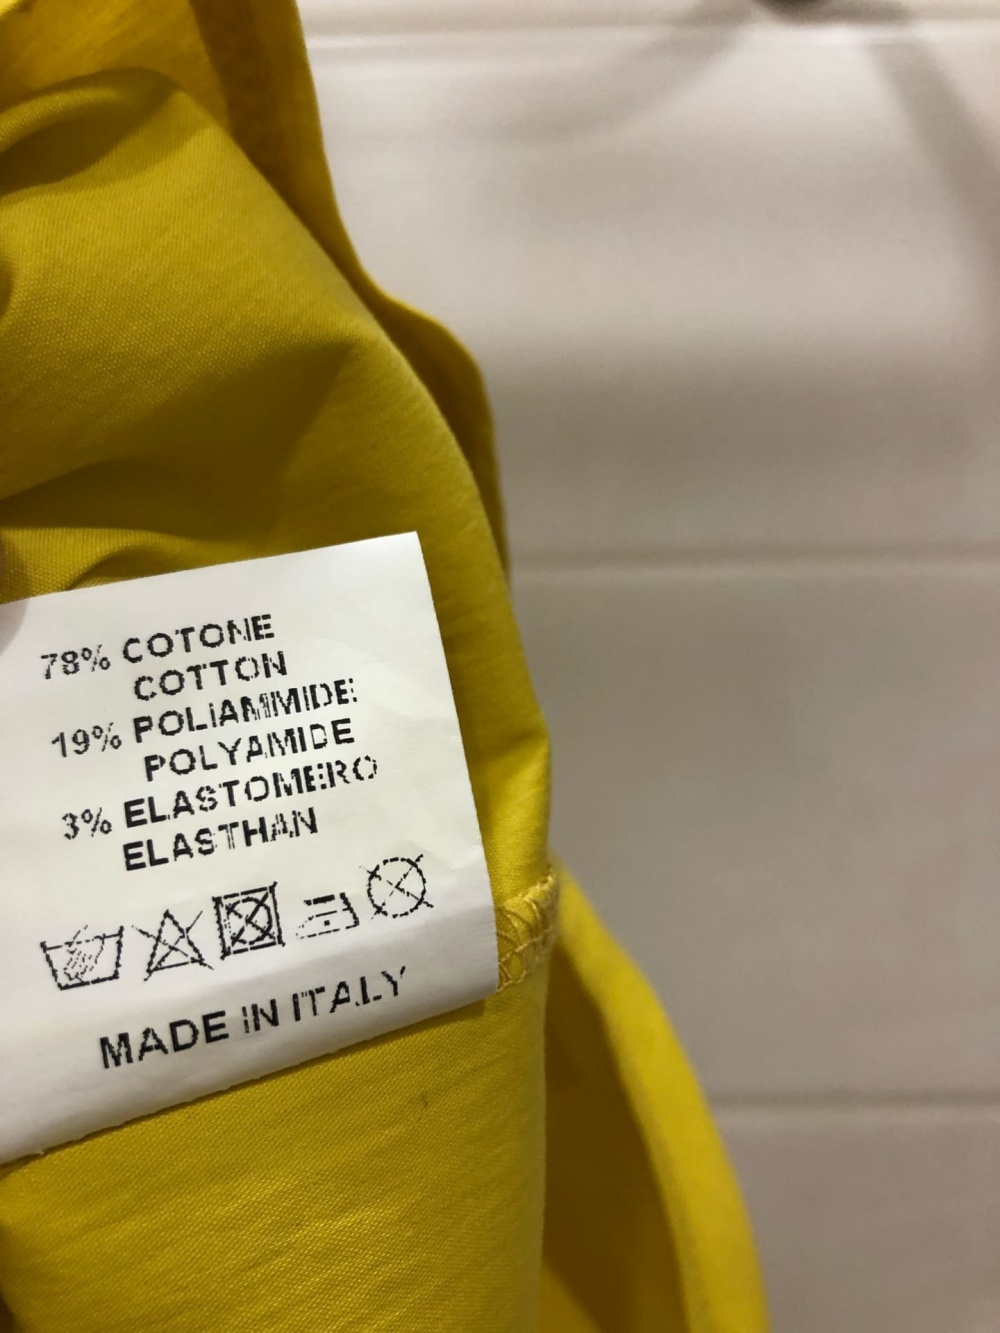 78% COTONE
COTTON
19% POLIAMMIDE
POLYAMIDE
3% ELASTOMERO
ELASTHAN
MADE IN ITALY